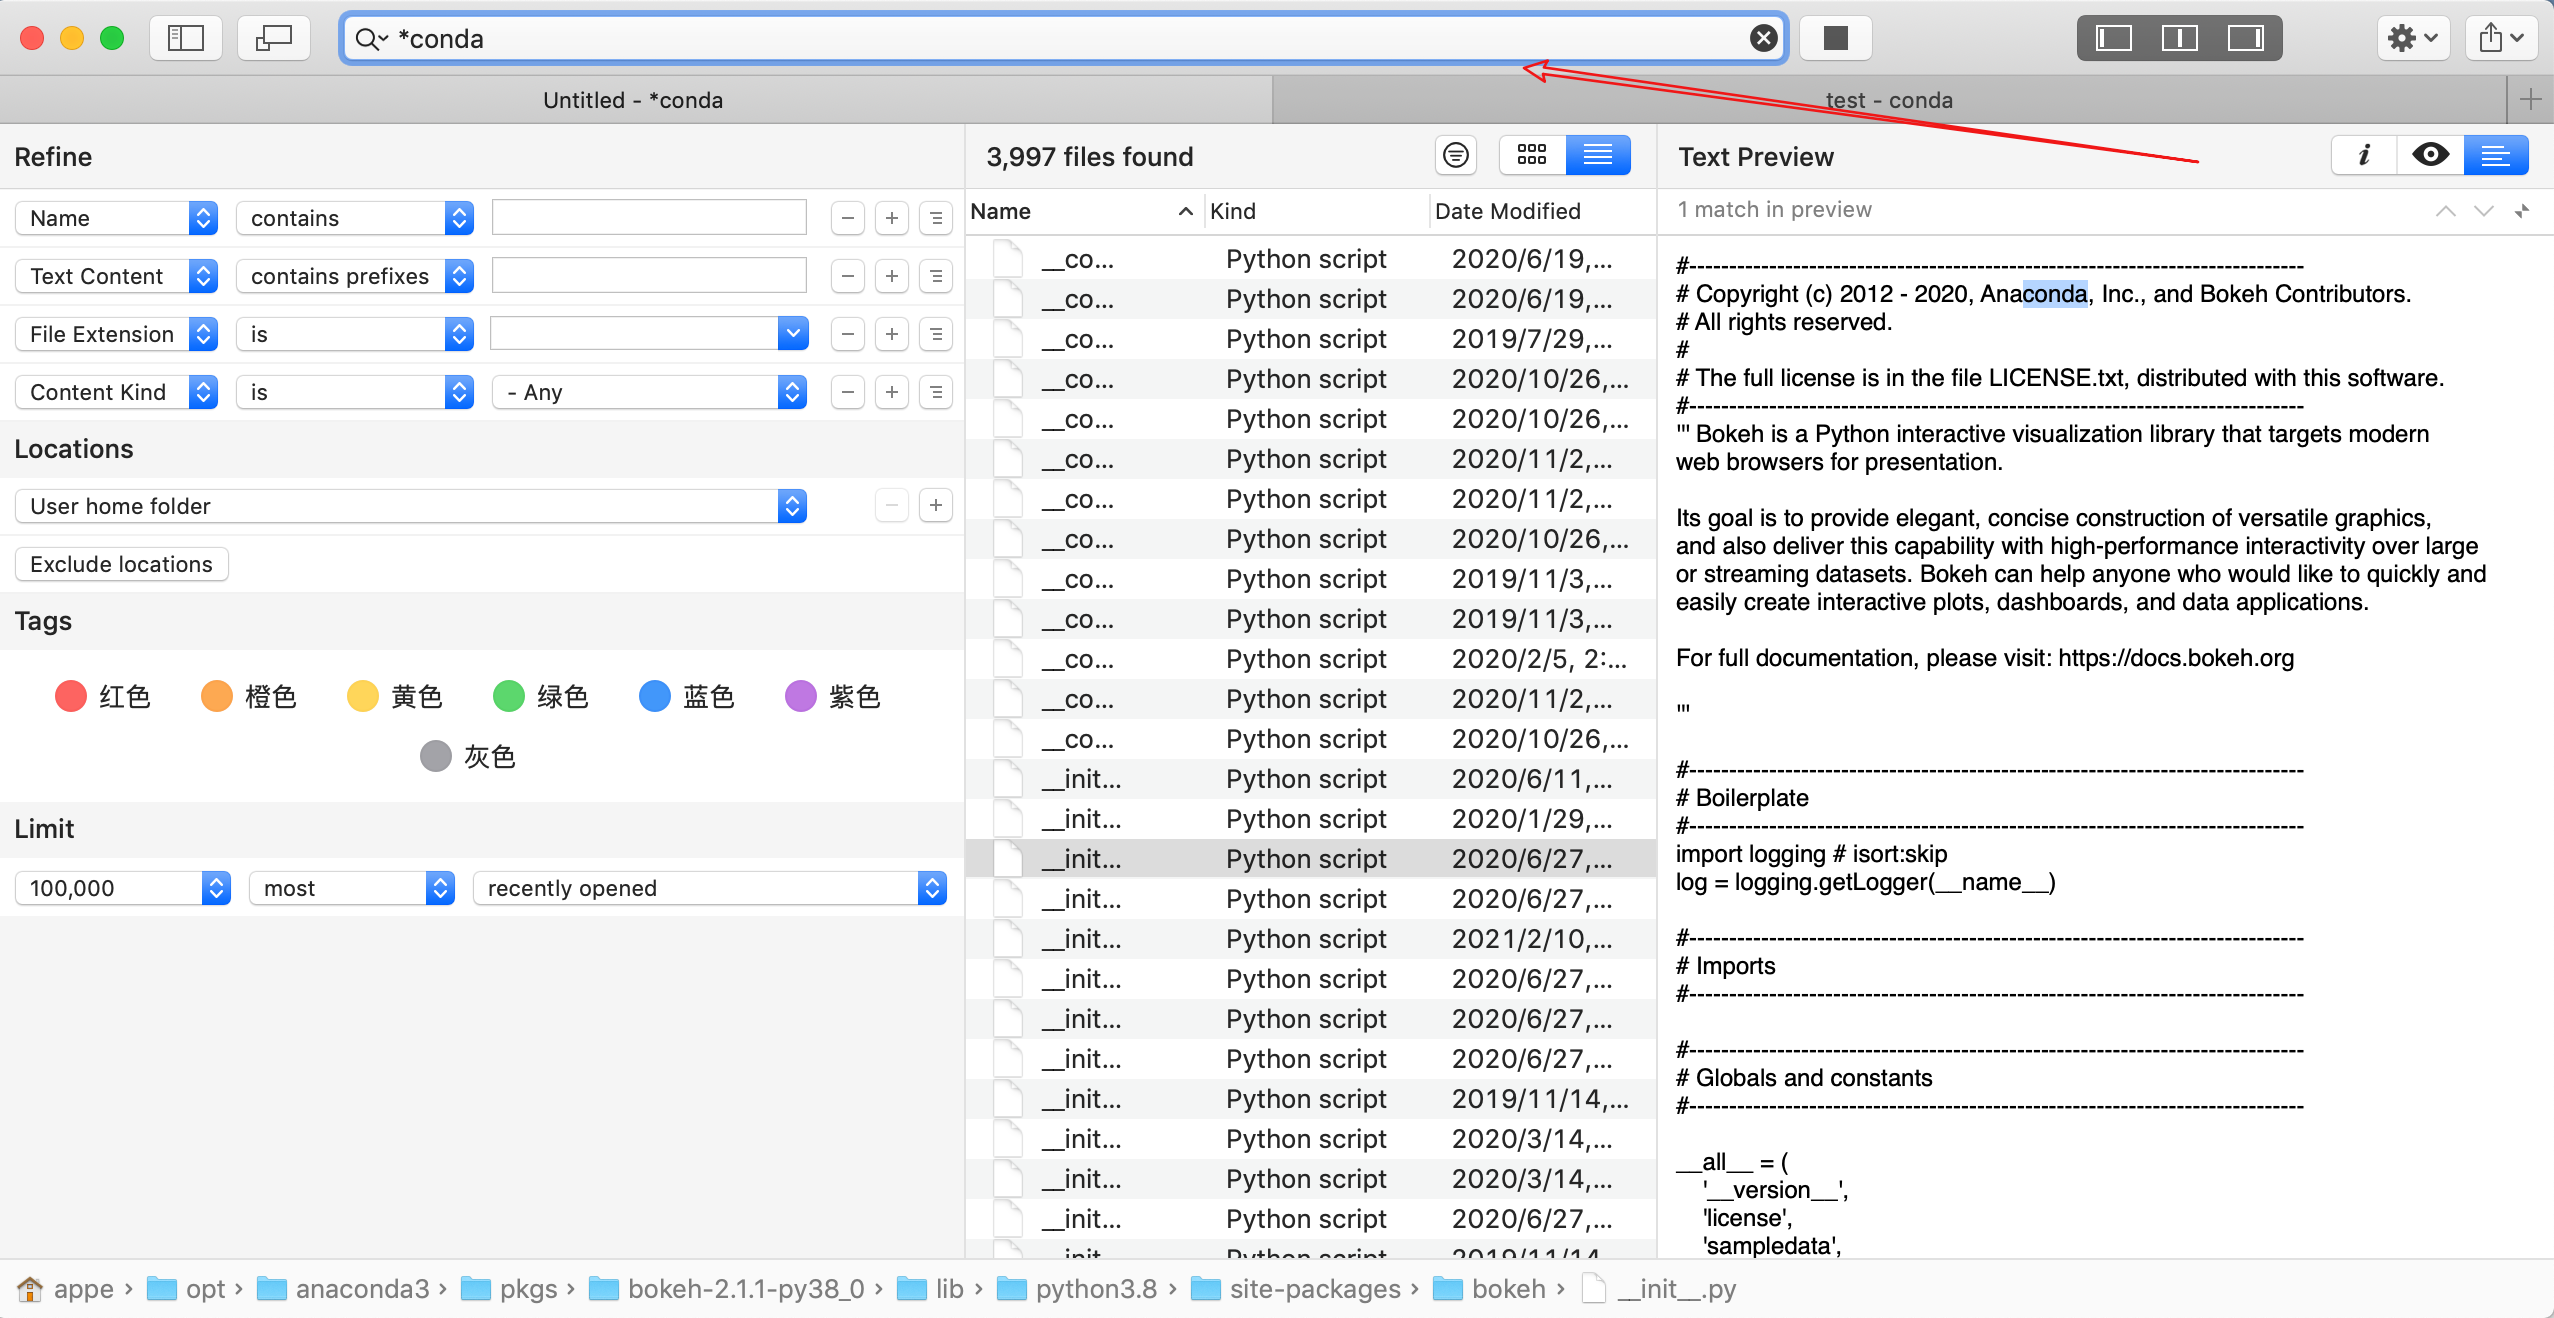 *conda
Untitled - *conda
test - conda
Refine
Name contains
Text Content contains prefixes
File Extension is
Content Kind is - Any
Locations
User home folder
Exclude locations
Tags
红色 橙色 黄色 绿色 蓝色 紫色
灰色
Limit
100,000 most recently opened
3,997 files found
Name Kind Date Modified
__co... Python script 2020/6/19,...
__co... Python script 2020/6/19,...
__co... Python script 2019/7/29,...
__co... Python script 2020/10/26,...
__co... Python script 2020/10/26,...
__co... Python script 2020/11/2,...
__co... Python script 2020/11/2,...
__co... Python script 2020/10/26,...
__co... Python script 2019/11/3,...
__co... Python script 2019/11/3,...
__co... Python script 2020/2/5, 2:...
__co... Python script 2020/11/2,...
__co... Python script 2020/10/26,...
__init... Python script 2020/6/11,...
__init... Python script 2020/1/29,...
__init... Python script 2020/6/27,...
__init... Python script 2020/6/27,...
__init... Python script 2021/2/10,...
__init... Python script 2020/6/27,...
__init... Python script 2020/6/27,...
__init... Python script 2020/6/27,...
__init... Python script 2019/11/14,...
__init... Python script 2020/3/14,...
__init... Python script 2020/3/14,...
__init... Python script 2020/6/27,...
__init... Python script 2019/11/14
Text Preview
1 match in preview
#-----------------------------------------------------------------------------
# Copyright (c) 2012 - 2020, Anaconda, Inc., and Bokeh Contributors.
# All rights reserved.
#
# The full license is in the file LICENSE.txt, distributed with this software.
#-----------------------------------------------------------------------------
''' Bokeh is a Python interactive visualization library that targets modern
web browsers for presentation.
Its goal is to provide elegant, concise construction of versatile graphics,
and also deliver this capability with high-performance interactivity over large
or streaming datasets. Bokeh can help anyone who would like to quickly and
easily create interactive plots, dashboards, and data applications.
For full documentation, please visit: https://docs.bokeh.org
'''
#-----------------------------------------------------------------------------
# Boilerplate
#-----------------------------------------------------------------------------
import logging # isort:skip
log = logging.getLogger(__name__)
#-----------------------------------------------------------------------------
# Imports
#-----------------------------------------------------------------------------
#-----------------------------------------------------------------------------
# Globals and constants
#-----------------------------------------------------------------------------
__all__ = (
'__version__',
'license',
'sampledata',
appe › opt › anaconda3 › pkgs › bokeh-2.1.1-py38_0 › lib › python3.8 › site-packages › bokeh › __init__.py